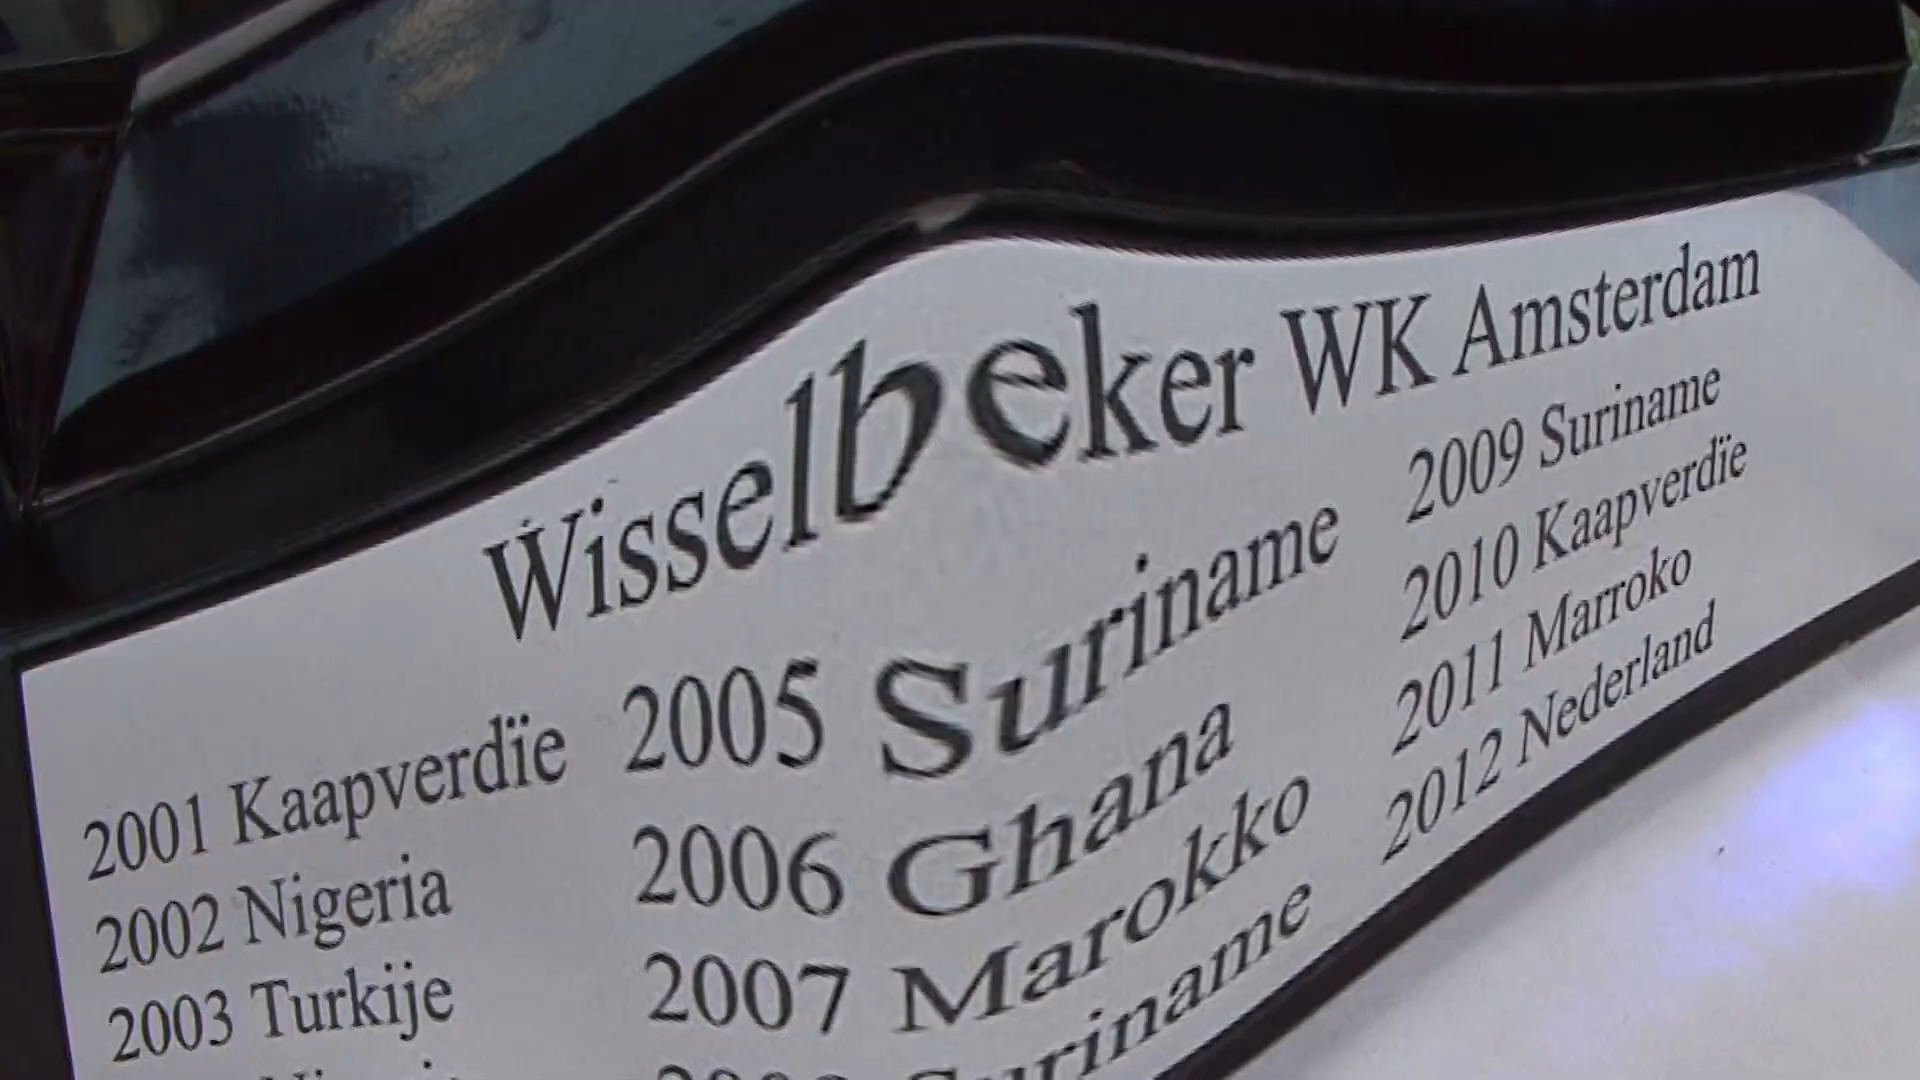 Wisselbeker WK Amsterdam
2001 Kaapverdïe
2002 Nigeria
2003 Turkije
2005 Suriname
2006 Ghana
2007 Marokko
Suriname
2009 Suriname
2010 Kaapverdïe
2011 Marroko
2012 Nederland